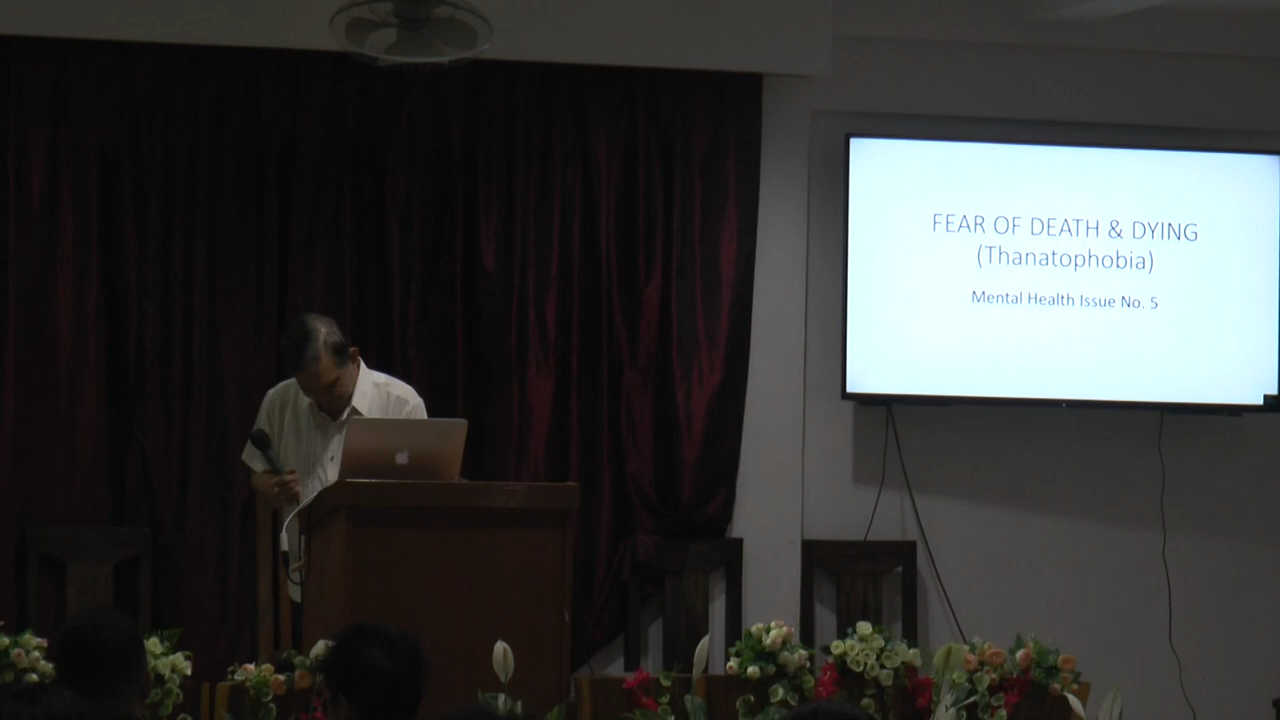 FEAR OF DEATH & DYING
(Thanatophobia)
Mental Health Issue No. 5